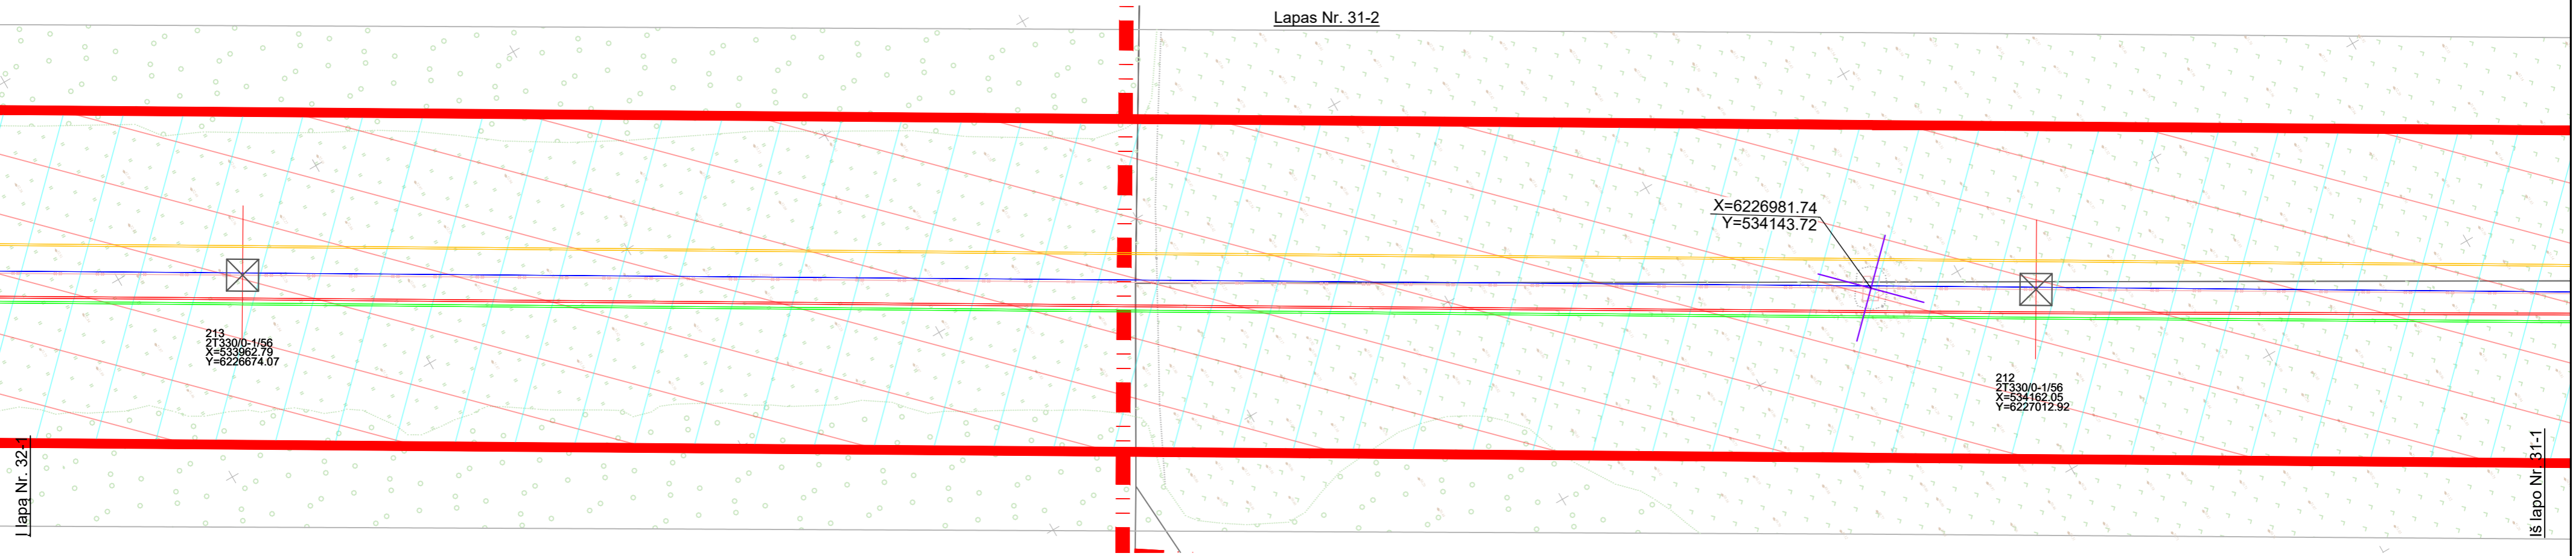 Lapas Nr. 31-2
X=6226981.74
Y=534143.72
213
2T330/0-1/56
X=533962.79
Y=6226674.07
212
2T330/0-1/56
X=534162.05
Y=6227012.92
Į lapą Nr. 32-1
Iš lapo Nr. 31-1